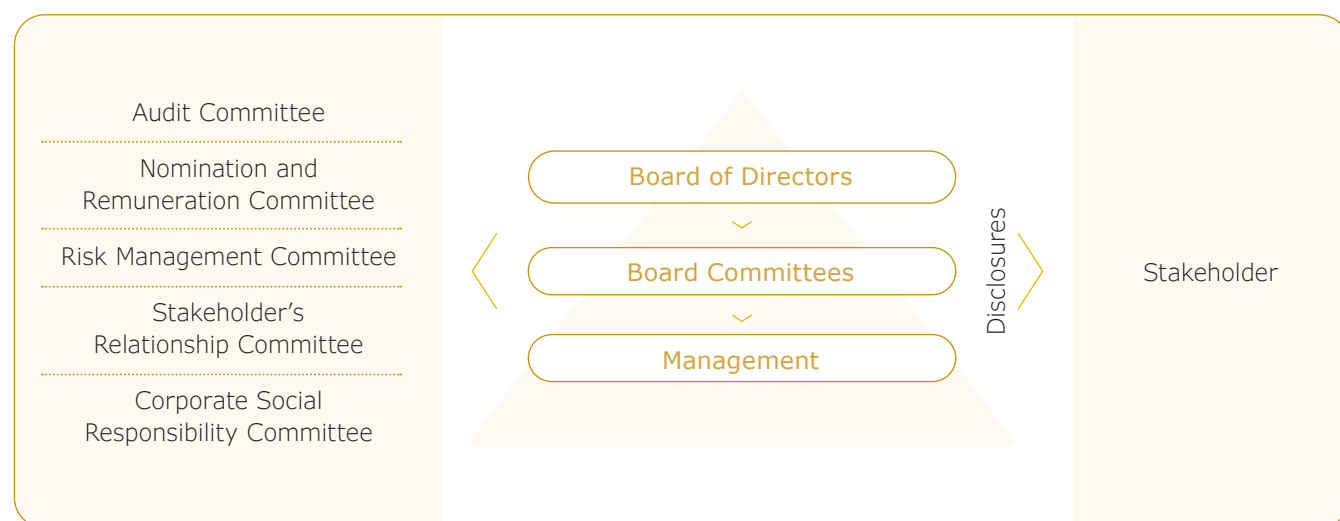 Audit Committee
Nomination and
Remuneration Committee
Risk Management Committee
Stakeholder’s
Relationship Committee
Corporate Social
Responsibility Committee
Board of Directors
Board Committees
Management
Disclosures
Stakeholder